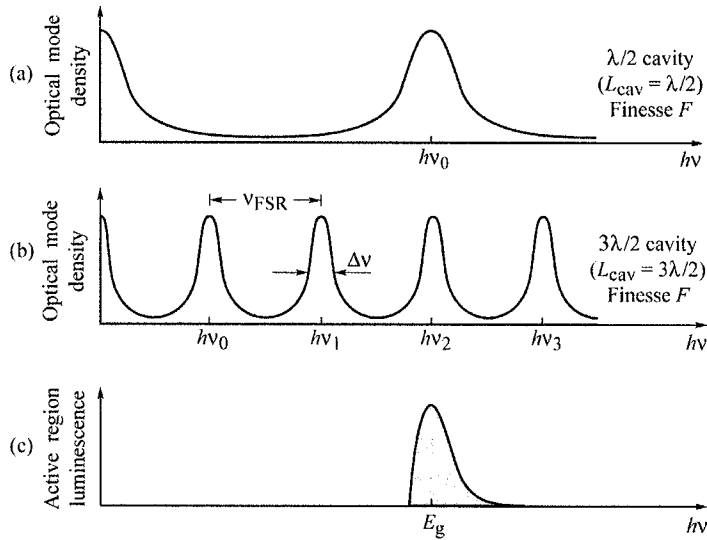 (a)
Optical mode
density
λ/2 cavity
(L_cav = λ/2)
Finesse F
hν₀
hν
(b)
Optical mode
density
ν_FSR
Δν
3λ/2 cavity
(L_cav = 3λ/2)
Finesse F
hν₀
hν₁
hν₂
hν₃
hν
(c)
Active region
luminescence
E_g
hν